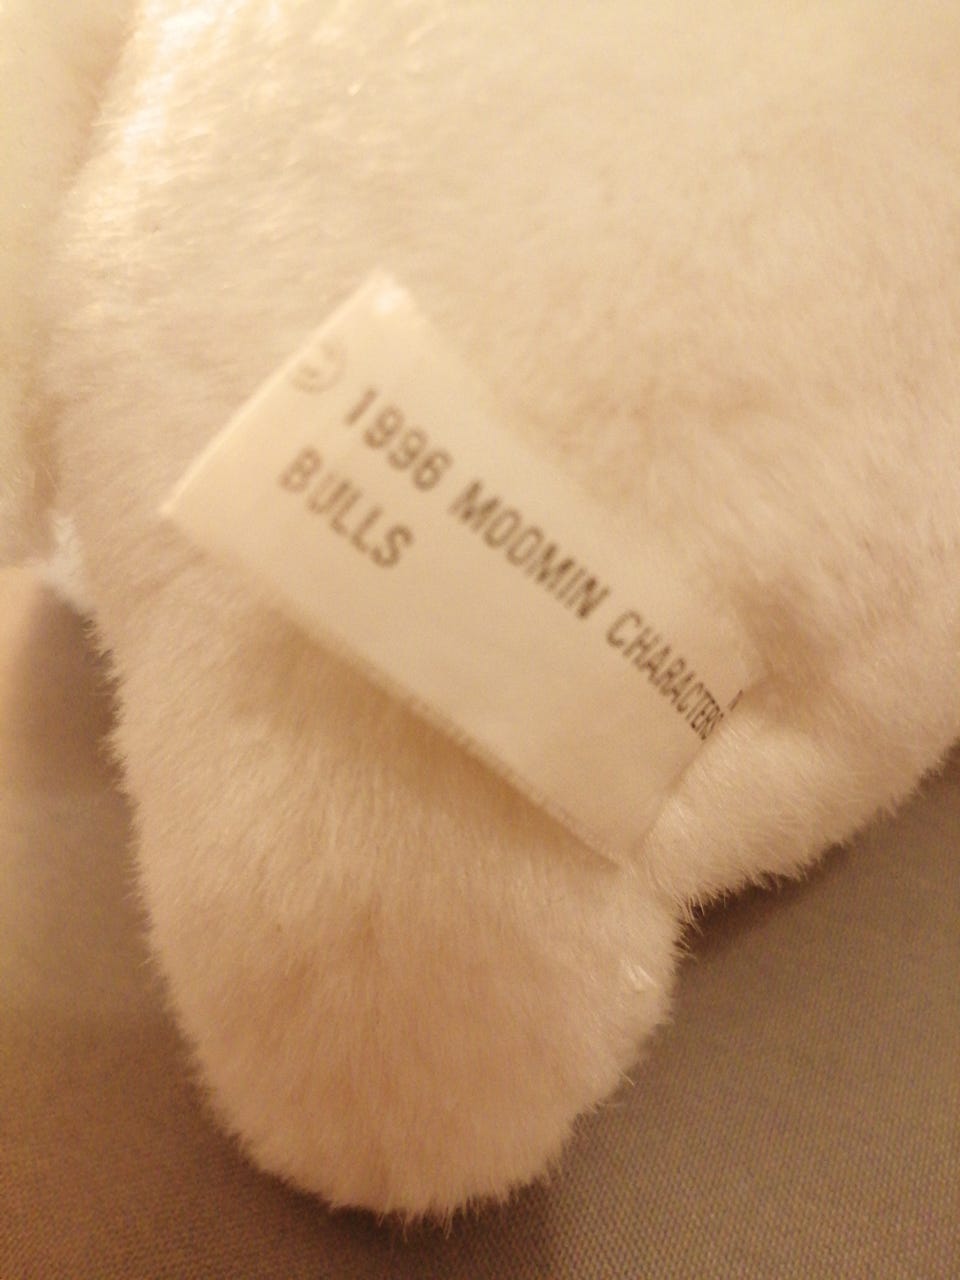 © 1996 MOOMIN CHARACTERS
BULLS